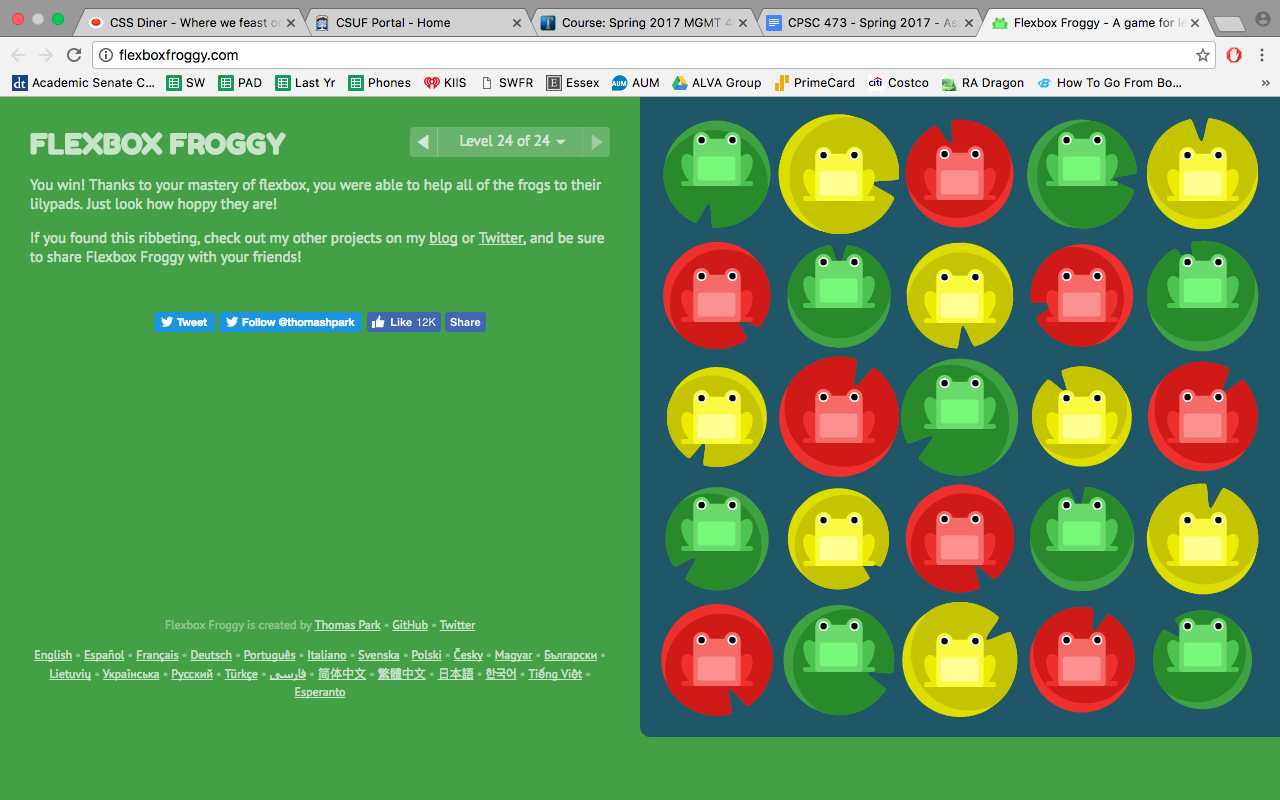 CSS Diner - Where we feast on
CSUF Portal - Home
Course: Spring 2017 MGMT 4
CPSC 473 - Spring 2017 - Ass
Flexbox Froggy - A game for le
flexboxfroggy.com
dt Academic Senate C...
SW
PAD
Last Yr
Phones
KIIS
SWFR
E Essex
AUM AUM
ALVA Group
PrimeCard
citi Costco
RA Dragon
How To Go From Bo...
»
FLEXBOX FROGGY
Level 24 of 24
You win! Thanks to your mastery of flexbox, you were able to help all of the frogs to their
lilypads. Just look how hoppy they are!
If you found this ribbeting, check out my other projects on my blog or Twitter, and be sure
to share Flexbox Froggy with your friends!
Tweet
Follow @thomashpark
Like 12K
Share
Flexbox Froggy is created by Thomas Park • GitHub • Twitter
English • Español • Français • Deutsch • Português • Italiano • Svenska • Polski • Česky • Magyar • Български •
Lietuvių • Українська • Русский • Türkçe • فارسی • 简体中文 • 繁體中文 • 日本語 • 한국어 • Tiếng Việt •
Esperanto